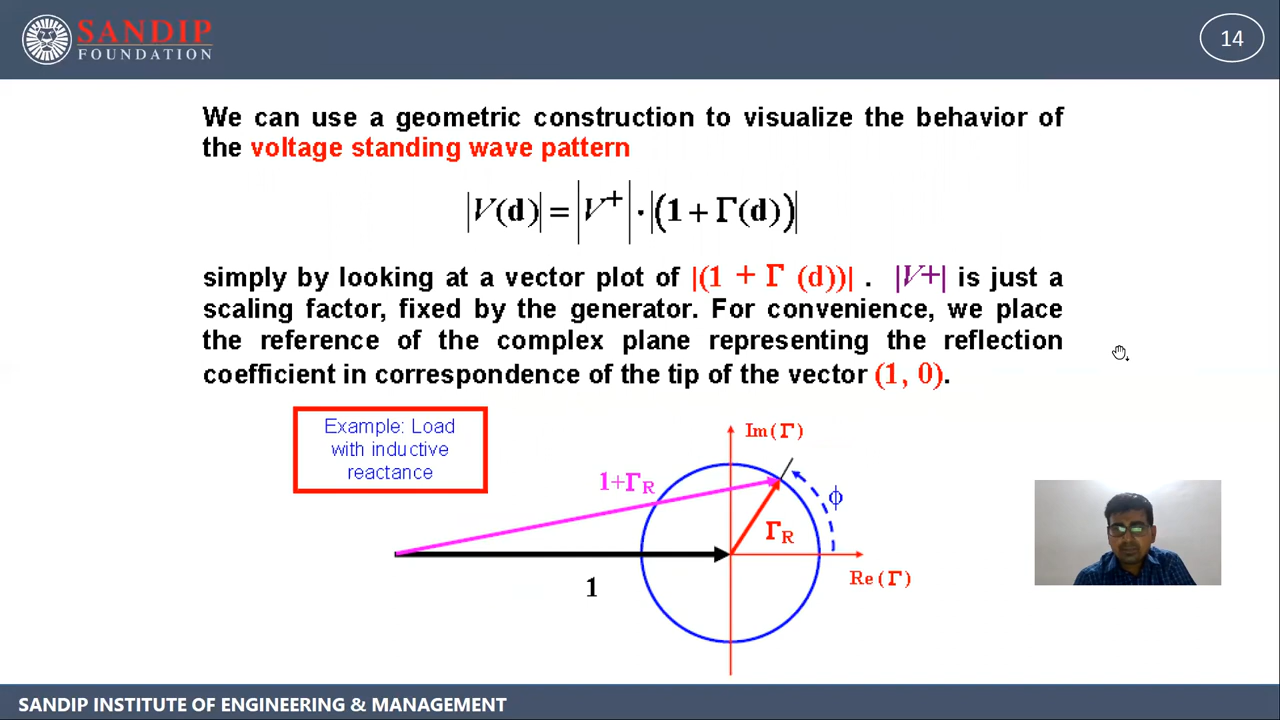 SANDIP
FOUNDATION
14
We can use a geometric construction to visualize the behavior of
the voltage standing wave pattern
|V(d)| = |V⁺| · |(1 + Γ(d))|
simply by looking at a vector plot of |(1 + Γ (d))| . |V+| is just a
scaling factor, fixed by the generator. For convenience, we place
the reference of the complex plane representing the reflection
coefficient in correspondence of the tip of the vector (1, 0).
Example: Load
with inductive
reactance
Im(Γ)
1+Γ_R
ϕ
Γ_R
Re(Γ)
1
SANDIP INSTITUTE OF ENGINEERING & MANAGEMENT